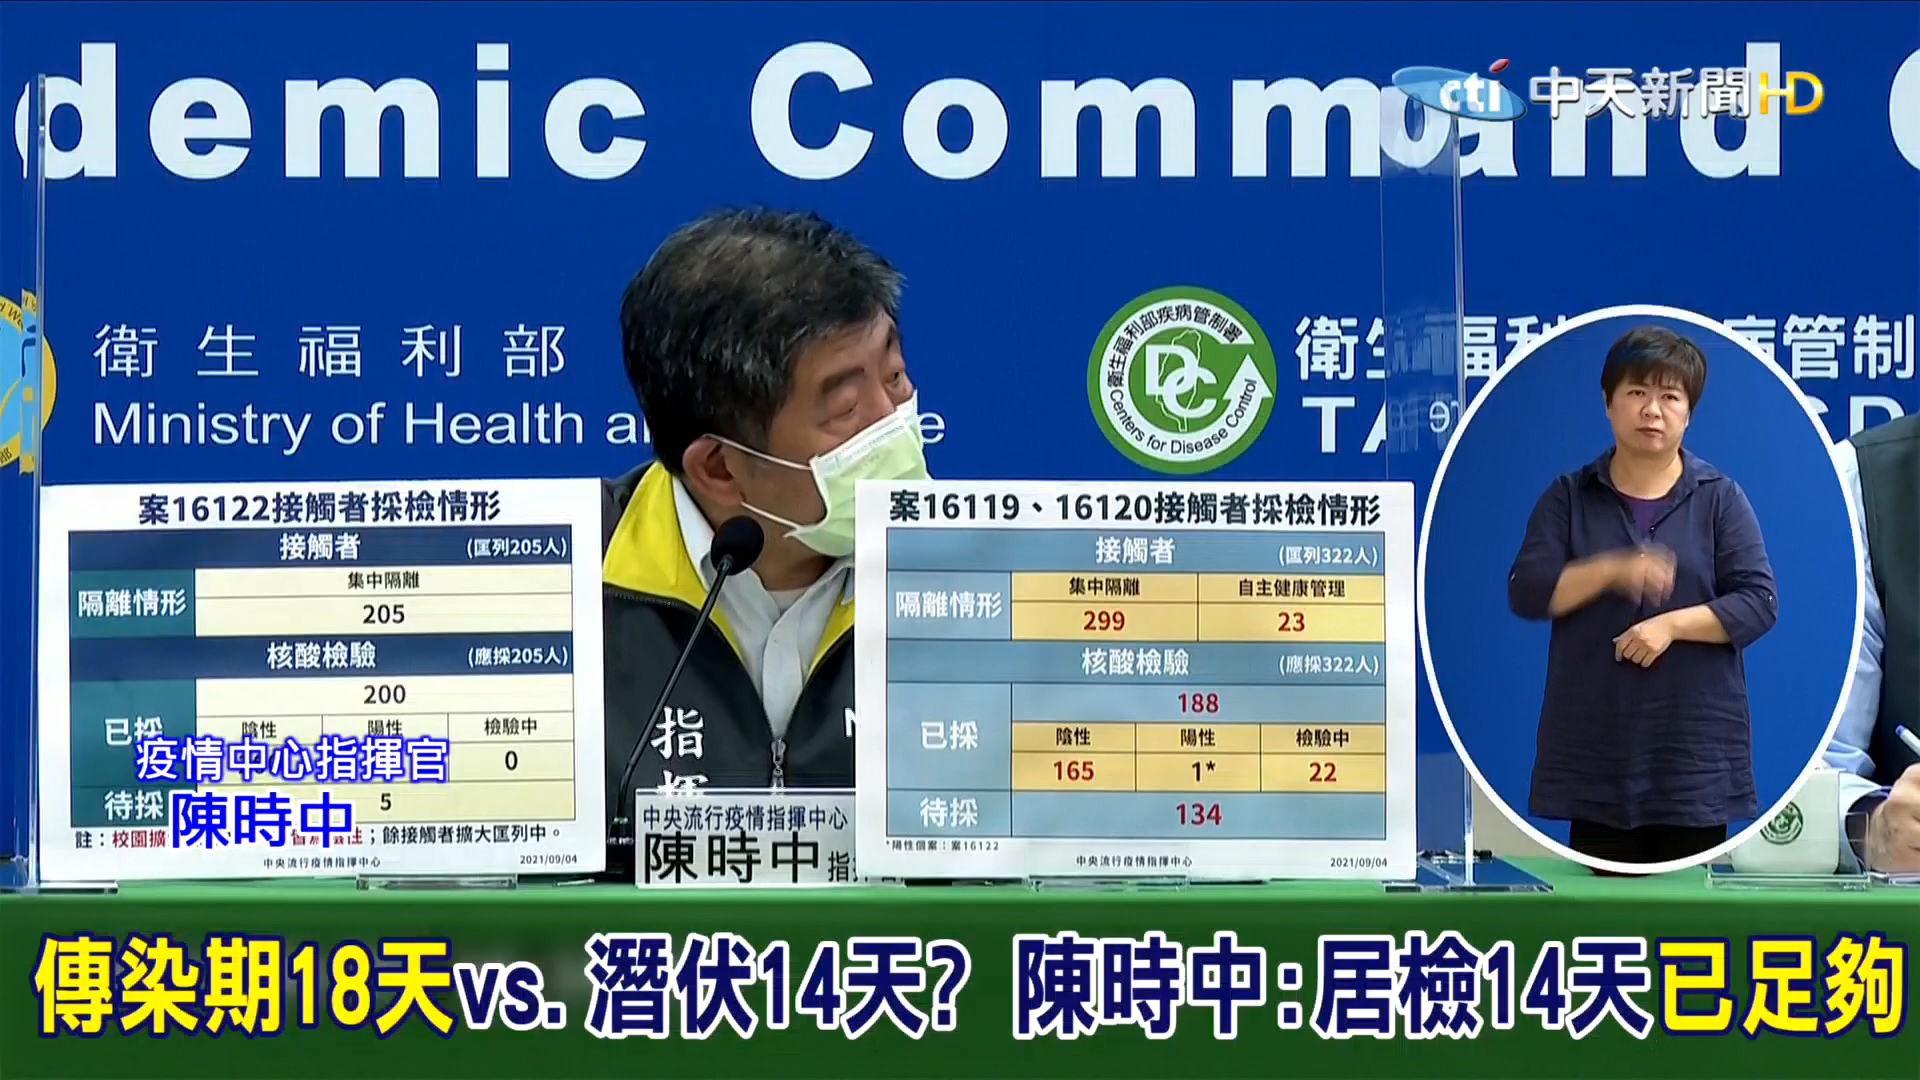 demic Command C
cti 中天新聞HD
衛生福利部
Ministry of Health a
衛生福利部疾病管制署
CDC
Centers for Disease Control
TA
案16122接觸者採檢情形
接觸者 (匡列205人)
隔離情形
集中隔離
205
核酸檢驗 (應採205人)
已採
200
陰性 陽性 檢驗中
0
待採 5
註：校園擴
；餘接觸者擴大匡列中。
中央流行疫情指揮中心 2021/09/04
疫情中心指揮官
陳時中
指揮
中央流行疫情指揮中心
陳時中 指揮官
案16119、16120接觸者採檢情形
接觸者 (匡列322人)
隔離情形
集中隔離 自主健康管理
299 23
核酸檢驗 (應採322人)
已採
188
陰性 陽性 檢驗中
165 1* 22
待採 134
*陽性個案：案16122
中央流行疫情指揮中心 2021/09/04
傳染期18天vs.潛伏14天? 陳時中:居檢14天已足夠